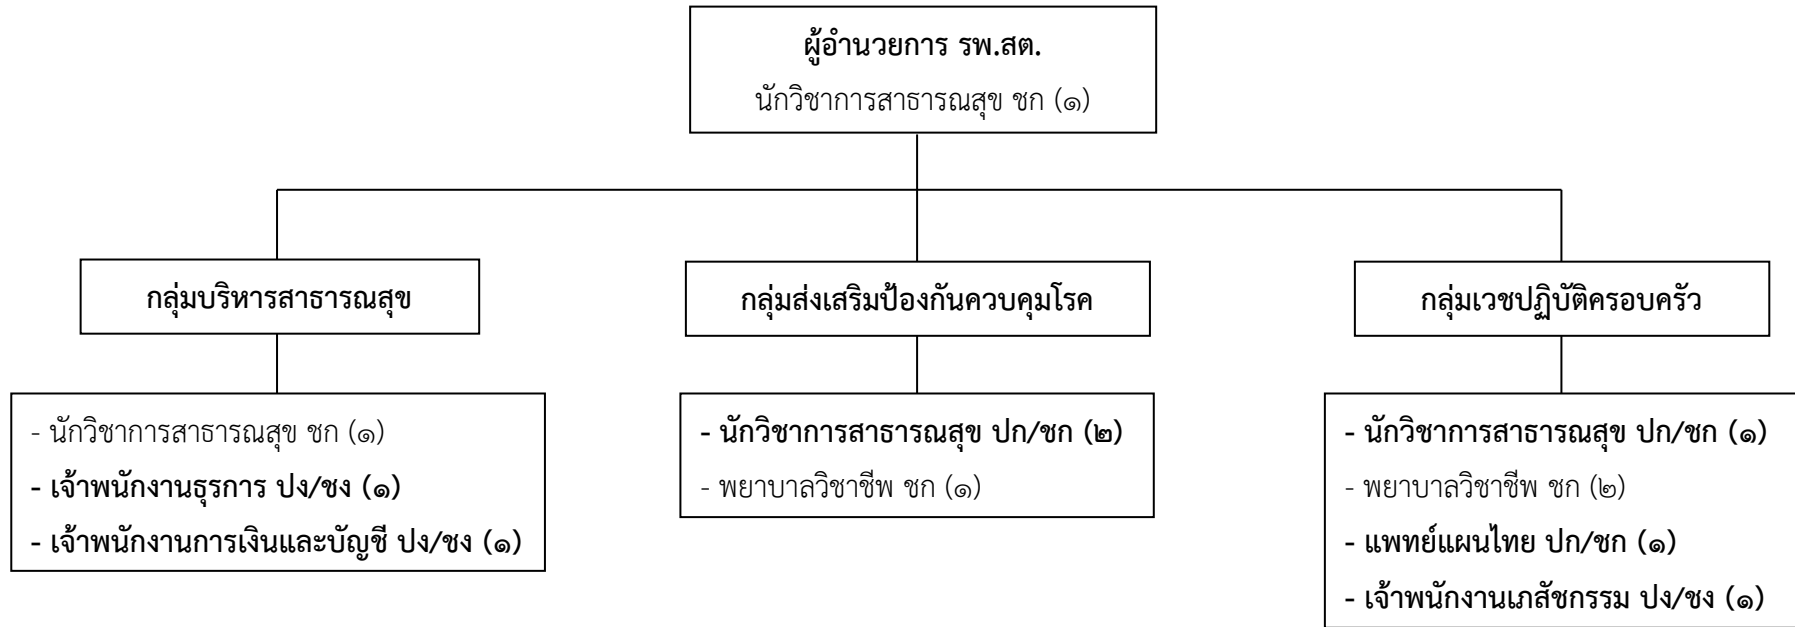 ผู้อำนวยการ รพ.สต.
นักวิชาการสาธารณสุข ชก (๑)
กลุ่มบริหารสาธารณสุข
- นักวิชาการสาธารณสุข ชก (๑)
- เจ้าพนักงานธุรการ ปง/ชง (๑)
- เจ้าพนักงานการเงินและบัญชี ปง/ชง (๑)
กลุ่มส่งเสริมป้องกันควบคุมโรค
- นักวิชาการสาธารณสุข ปก/ชก (๒)
- พยาบาลวิชาชีพ ชก (๑)
กลุ่มเวชปฏิบัติครอบครัว
- นักวิชาการสาธารณสุข ปก/ชก (๑)
- พยาบาลวิชาชีพ ชก (๒)
- แพทย์แผนไทย ปก/ชก (๑)
- เจ้าพนักงานเภสัชกรรม ปง/ชง (๑)